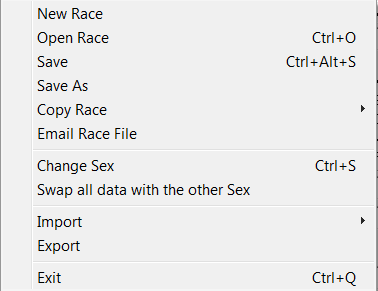 New Race
Open Race Ctrl+O
Save Ctrl+Alt+S
Save As
Copy Race
Email Race File
Change Sex Ctrl+S
Swap all data with the other Sex
Import
Export
Exit Ctrl+Q